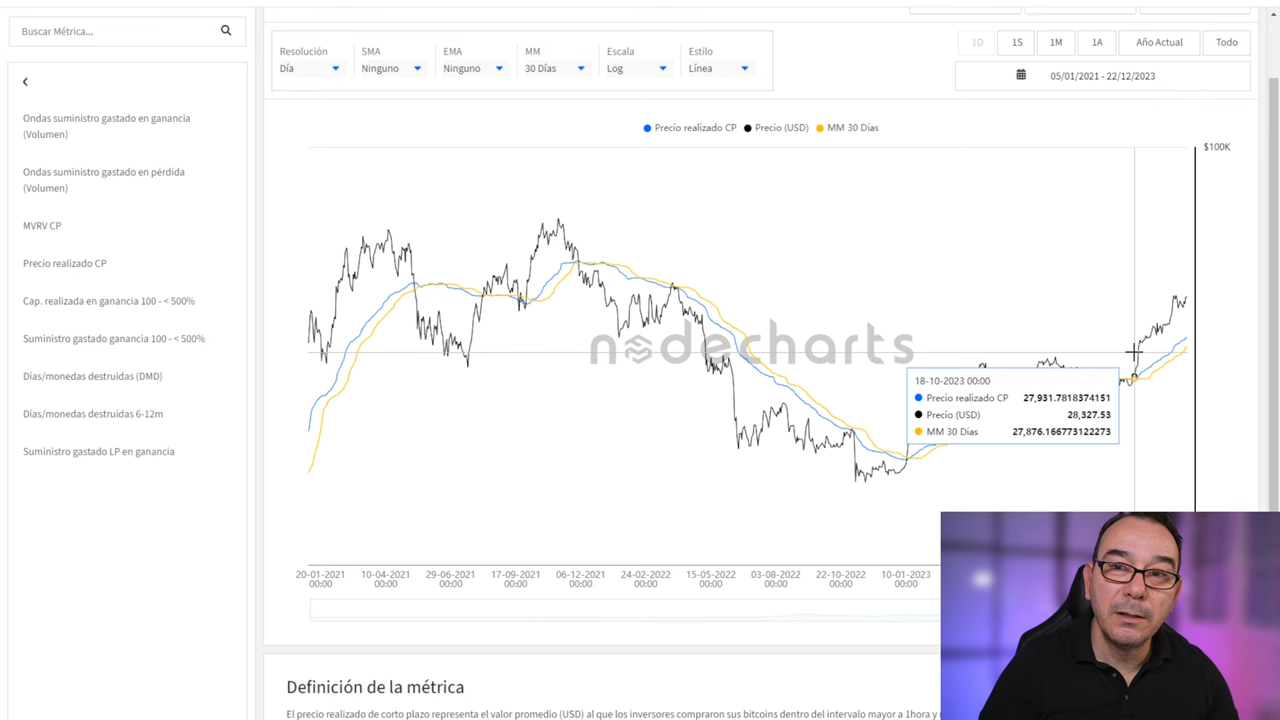 Buscar Métrica...
Ondas suministro gastado en ganancia
(Volumen)
Ondas suministro gastado en pérdida
(Volumen)
MVRV CP
Precio realizado CP
Cap. realizada en ganancia 100 - < 500%
Suministro gastado ganancia 100 - < 500%
Días/monedas destruidas (DMD)
Días/monedas destruidas 6-12m
Suministro gastado LP en ganancia
Resolución SMA EMA MM Escala Estilo
Día Ninguno Ninguno 30 Días Log Línea
1D 1S 1M 1A Año Actual Todo
05/01/2021 - 22/12/2023
Precio realizado CP Precio (USD) MM 30 Días
$100K
nodecharts
18-10-2023 00:00
Precio realizado CP 27,931.7818374151
Precio (USD) 28,327.53
MM 30 Días 27,876.166773122273
20-01-2021 10-04-2021 29-06-2021 17-09-2021 06-12-2021 24-02-2022 15-05-2022 03-08-2022 22-10-2022 10-01-2023
00:00 00:00 00:00 00:00 00:00 00:00 00:00 00:00 00:00 00:00
Definición de la métrica
El precio realizado de corto plazo representa el valor promedio (USD) al que los inversores compraron sus bitcoins dentro del intervalo mayor a 1hora y